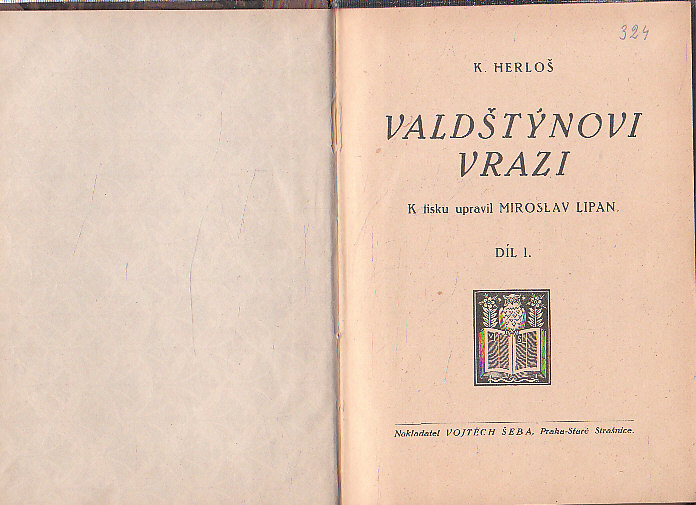 324
K. HERLOŠ
VALDŠTÝNOVI
VRAZI
K tisku upravil MIROSLAV LIPAN.
DÍL I.
Nakladatel VOJTĚCH ŠEBA, Praha-Staré Strašnice.